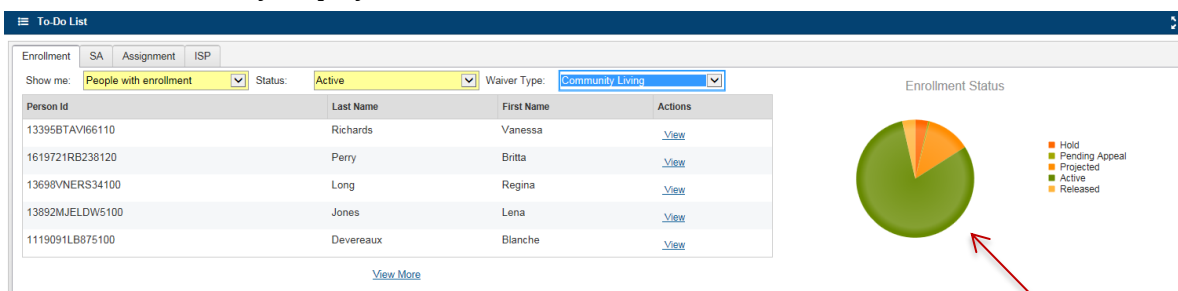 To-Do List
Enrollment SA Assignment ISP
Show me: People with enrollment Status: Active Waiver Type: Community Living
Enrollment Status
Person Id Last Name First Name Actions
13395BTAVI66110 Richards Vanessa View
1619721RB238120 Perry Britta View
13698VNERS34100 Long Regina View
13892MJELDW5100 Jones Lena View
1119091LB875100 Devereaux Blanche View
View More
Hold
Pending Appeal
Projected
Active
Released